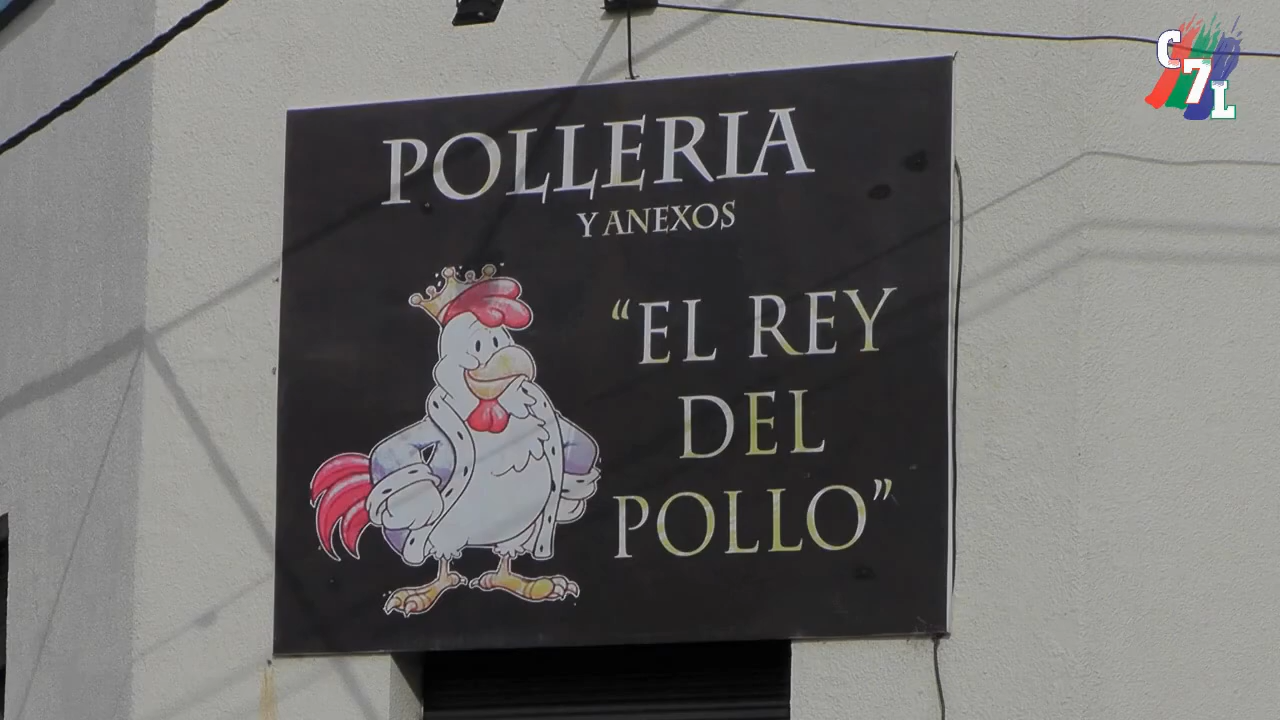 C7L
POLLERIA
Y ANEXOS
“EL REY
DEL
POLLO”